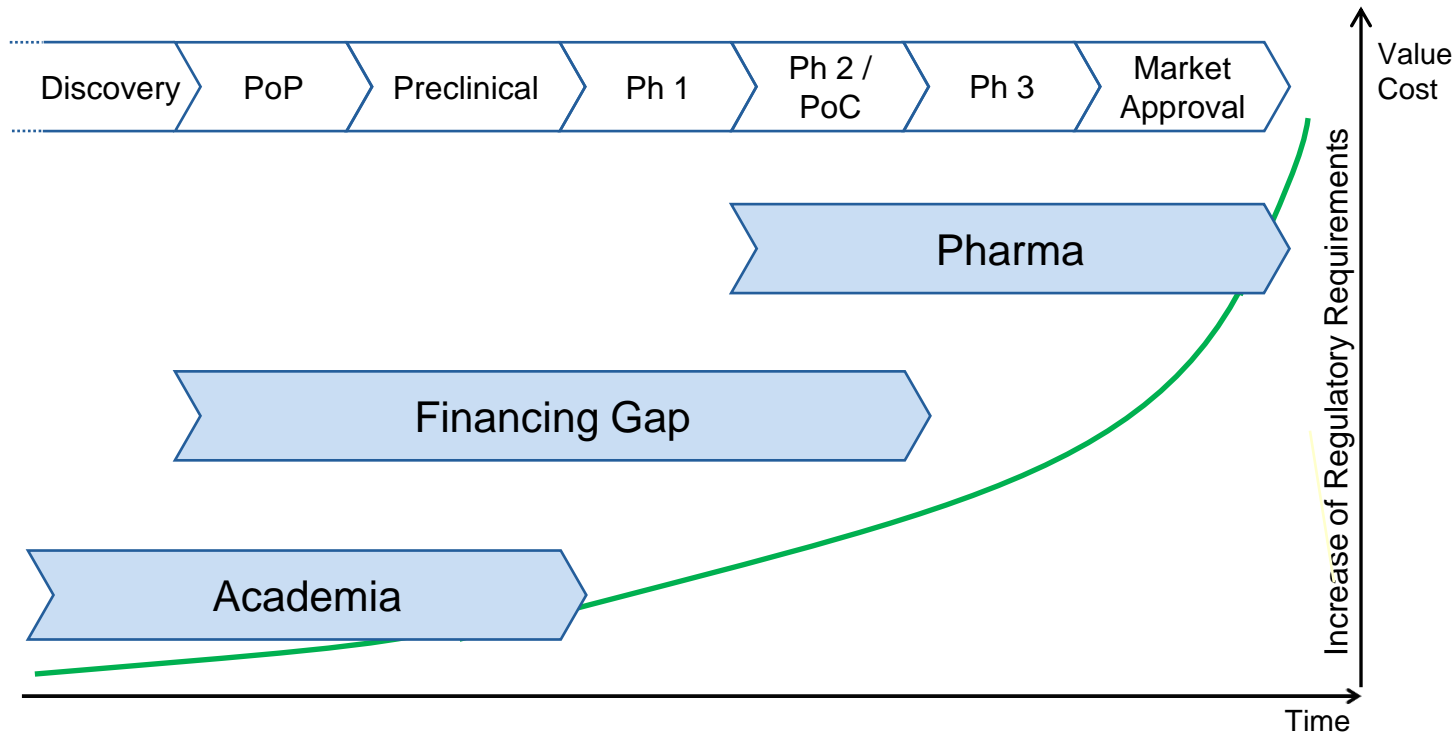 Discovery
PoP
Preclinical
Ph 1
Ph 2 /
PoC
Ph 3
Market
Approval
Value
Cost
Pharma
Financing Gap
Academia
Increase of Regulatory Requirements
Time